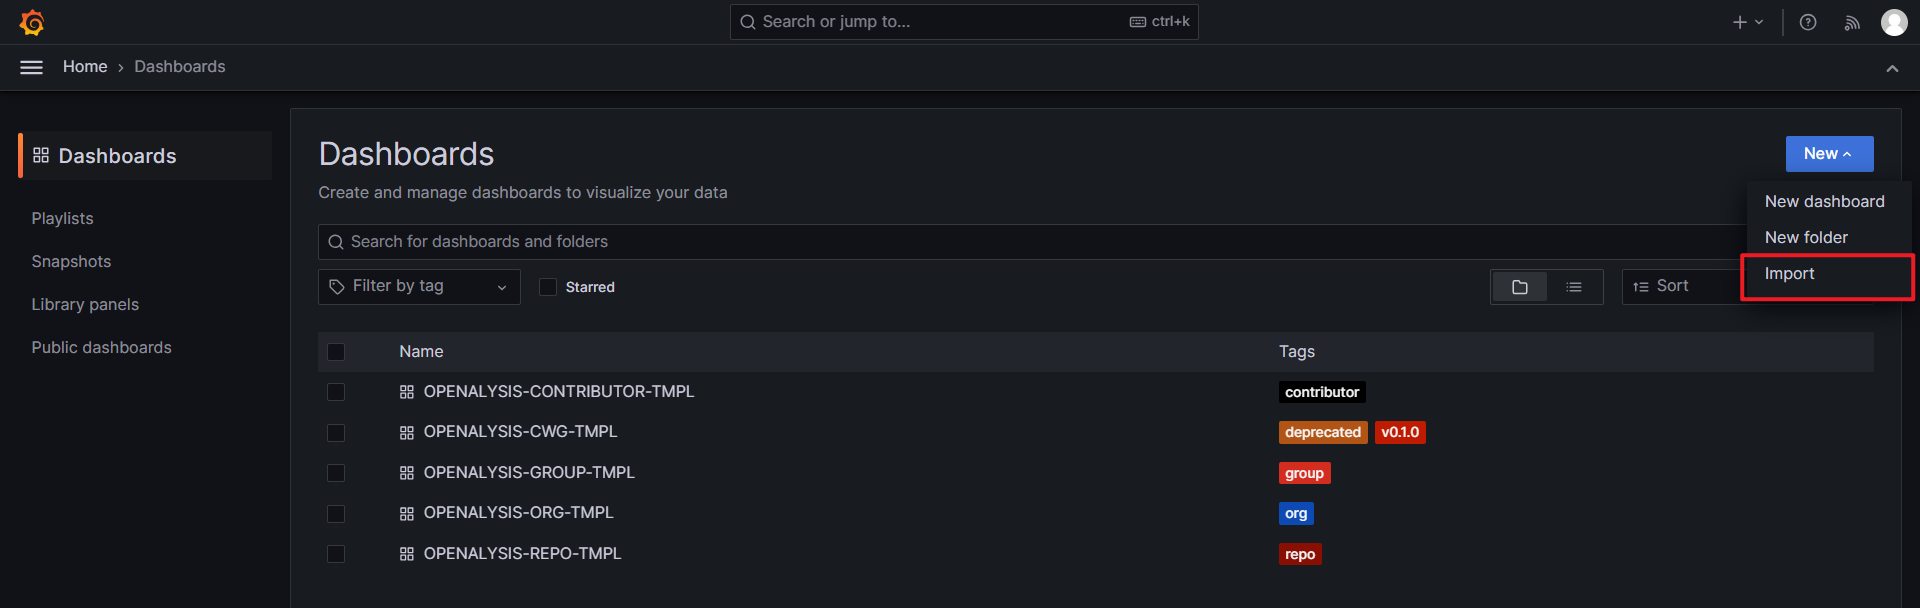 Search or jump to... ctrl+k
Home › Dashboards
Dashboards
Playlists
Snapshots
Library panels
Public dashboards
Dashboards
Create and manage dashboards to visualize your data
New
New dashboard
New folder
Import
Search for dashboards and folders
Filter by tag
Starred
Sort
Name Tags
OPENALYSIS-CONTRIBUTOR-TMPL contributor
OPENALYSIS-CWG-TMPL deprecated v0.1.0
OPENALYSIS-GROUP-TMPL group
OPENALYSIS-ORG-TMPL org
OPENALYSIS-REPO-TMPL repo